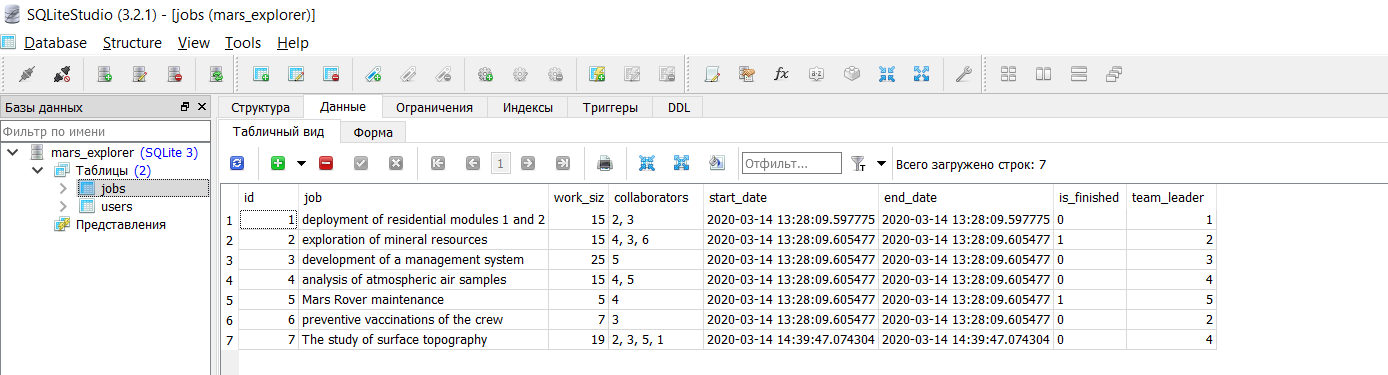 SQLiteStudio (3.2.1) - [jobs (mars_explorer)]
Database Structure View Tools Help
Базы данных
Фильтр по имени
mars_explorer (SQLite 3)
Таблицы (2)
jobs
users
Представления
Структура Данные Ограничения Индексы Триггеры DDL
Табличный вид Форма
1 Отфильт... Всего загружено строк: 7
id job work_siz collaborators start_date end_date is_finished team_leader
1 1 deployment of residential modules 1 and 2 15 2, 3 2020-03-14 13:28:09.597775 2020-03-14 13:28:09.597775 0 1
2 2 exploration of mineral resources 15 4, 3, 6 2020-03-14 13:28:09.605477 2020-03-14 13:28:09.605477 1 2
3 3 development of a management system 25 5 2020-03-14 13:28:09.605477 2020-03-14 13:28:09.605477 0 3
4 4 analysis of atmospheric air samples 15 4, 5 2020-03-14 13:28:09.605477 2020-03-14 13:28:09.605477 0 4
5 5 Mars Rover maintenance 5 4 2020-03-14 13:28:09.605477 2020-03-14 13:28:09.605477 1 5
6 6 preventive vaccinations of the crew 7 3 2020-03-14 13:28:09.605477 2020-03-14 13:28:09.605477 0 2
7 7 The study of surface topography 19 2, 3, 5, 1 2020-03-14 14:39:47.074304 2020-03-14 14:39:47.074304 0 4